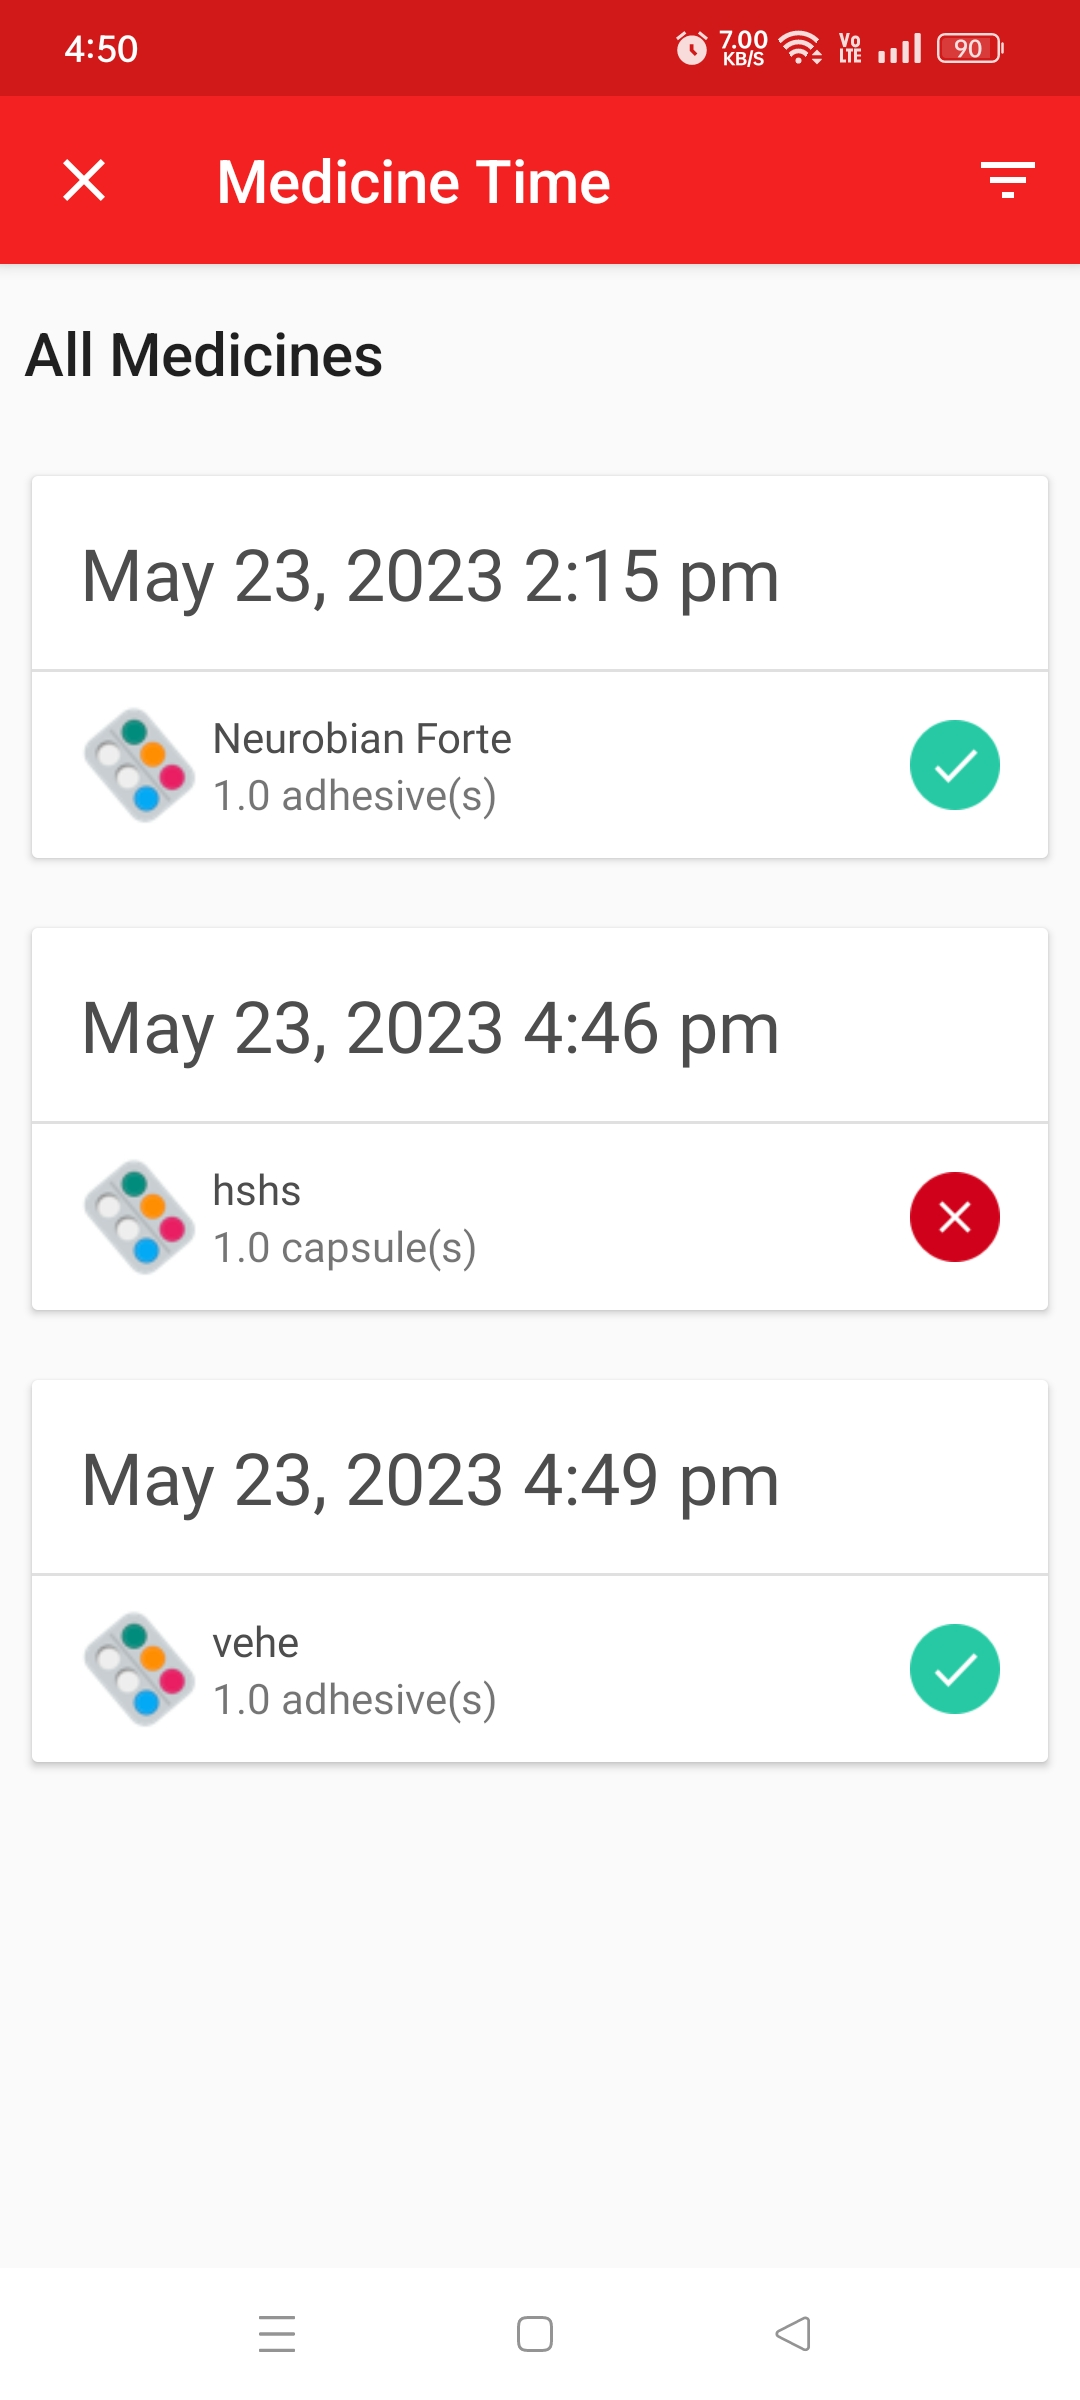 4:50
7.00 KB/S
Vo LTE
90
Medicine Time
All Medicines
May 23, 2023 2:15 pm
Neurobian Forte
1.0 adhesive(s)
May 23, 2023 4:46 pm
hshs
1.0 capsule(s)
May 23, 2023 4:49 pm
vehe
1.0 adhesive(s)